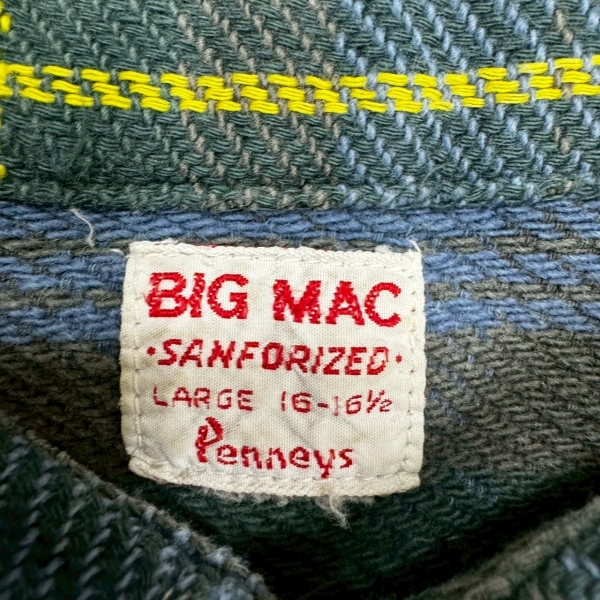 BIG MAC
·SANFORIZED·
LARGE 16-16½
Penneys